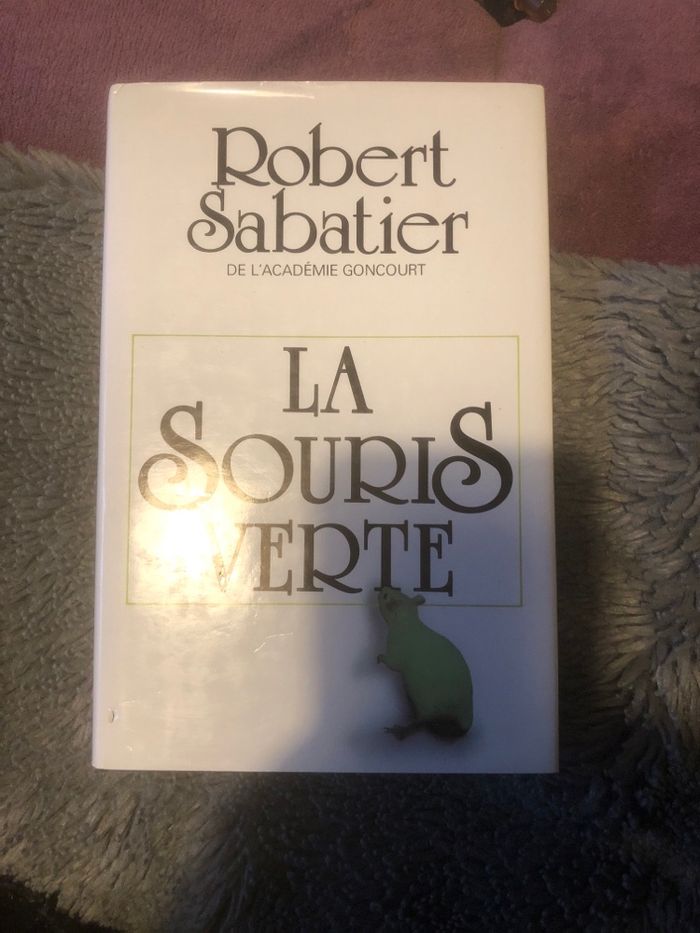 Robert
Sabatier
DE L'ACADÉMIE GONCOURT
LA
SOURIS
VERTE